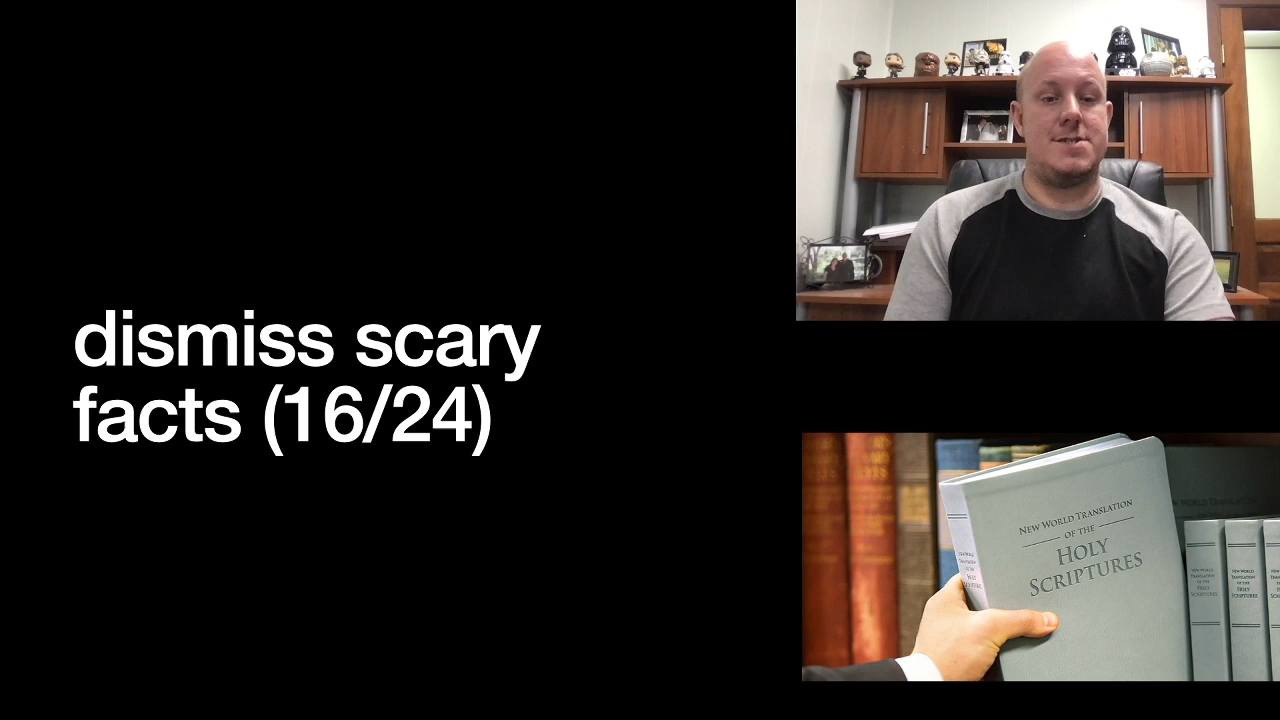 dismiss scary
facts (16/24)
NEW WORLD TRANSLATION
OF THE
HOLY
SCRIPTURES